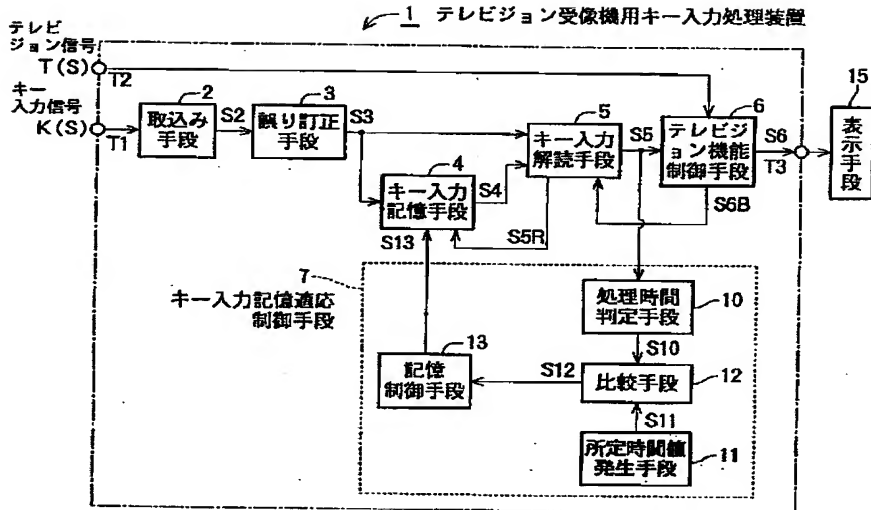 1 テレビジョン受像機用キー入力処理装置
テレビ
ジョン信号
T(S)
T2
キー
入力信号
K(S)
T1
2
取込み
手段
S2
3
誤り訂正
手段
S3
4
キー入力
記憶手段
S4
S13
5
キー入力
解読手段
S5
S5R
6
テレビジ
ョン機能
制御手段
S6
T3
S6B
15
表示手段
7
キー入力記憶適応
制御手段
処理時間
判定手段
10
S10
13
記憶
制御手段
S12
比較手段
12
S11
所定時間値
発生手段
11